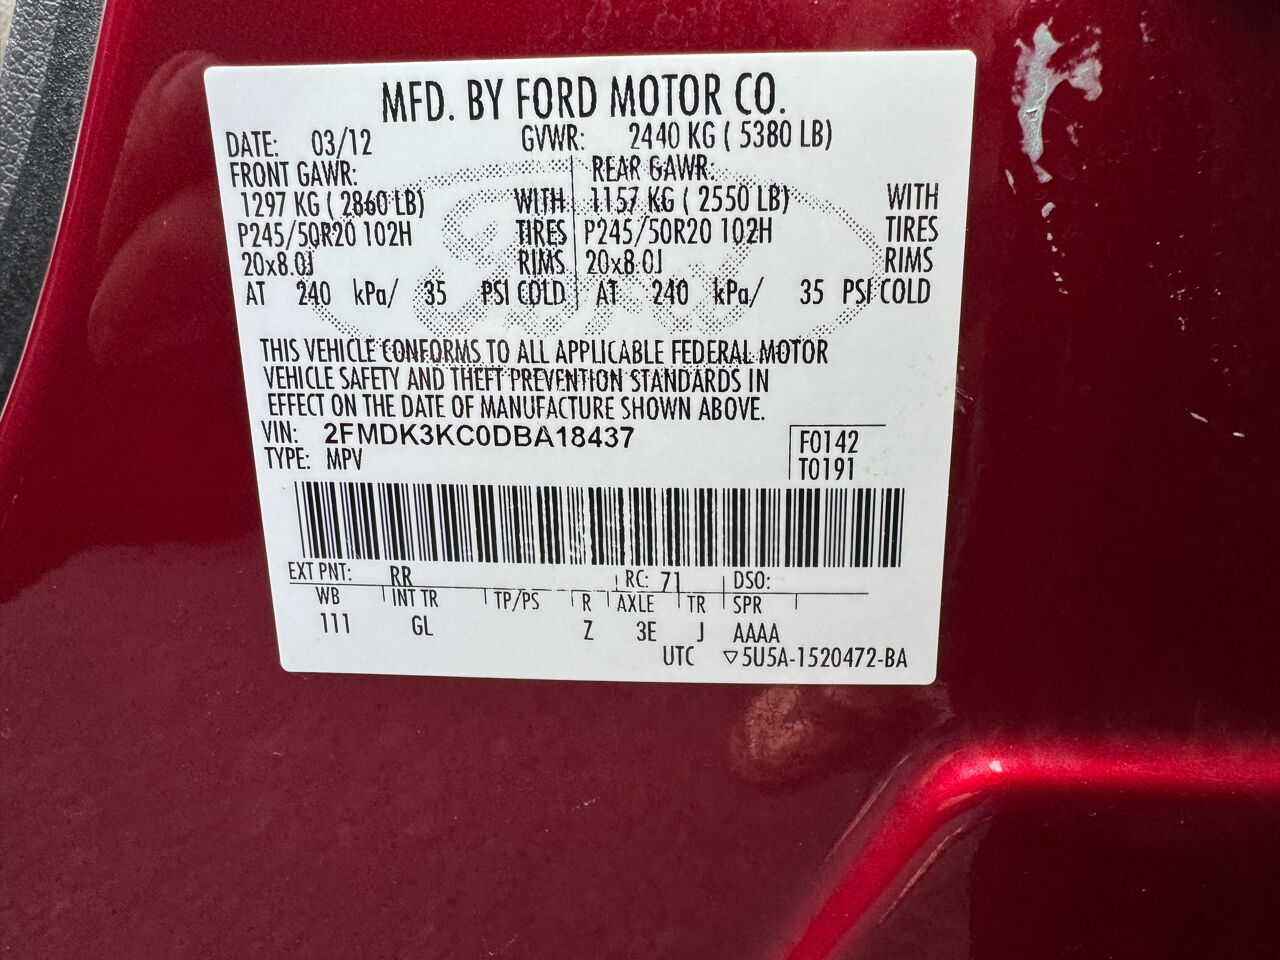 MFD. BY FORD MOTOR CO.
DATE: 03/12 GVWR: 2440 KG ( 5380 LB)
FRONT GAWR: REAR GAWR:
1297 KG ( 2860 LB) WITH 1157 KG ( 2550 LB) WITH
P245/50R20 102H TIRES P245/50R20 102H TIRES
20x8.0J RIMS 20x8.0J RIMS
AT 240 kPa/ 35 PSI COLD AT 240 kPa/ 35 PSI COLD
THIS VEHICLE CONFORMS TO ALL APPLICABLE FEDERAL MOTOR
VEHICLE SAFETY AND THEFT PREVENTION STANDARDS IN
EFFECT ON THE DATE OF MANUFACTURE SHOWN ABOVE.
VIN: 2FMDK3KC0DBA18437 F0142
TYPE: MPV T0191
EXT PNT: RR RC: 71 DSO:
WB INT TR TP/PS R AXLE TR SPR
111 GL Z 3E J AAAA
UTC ▽5U5A-1520472-BA